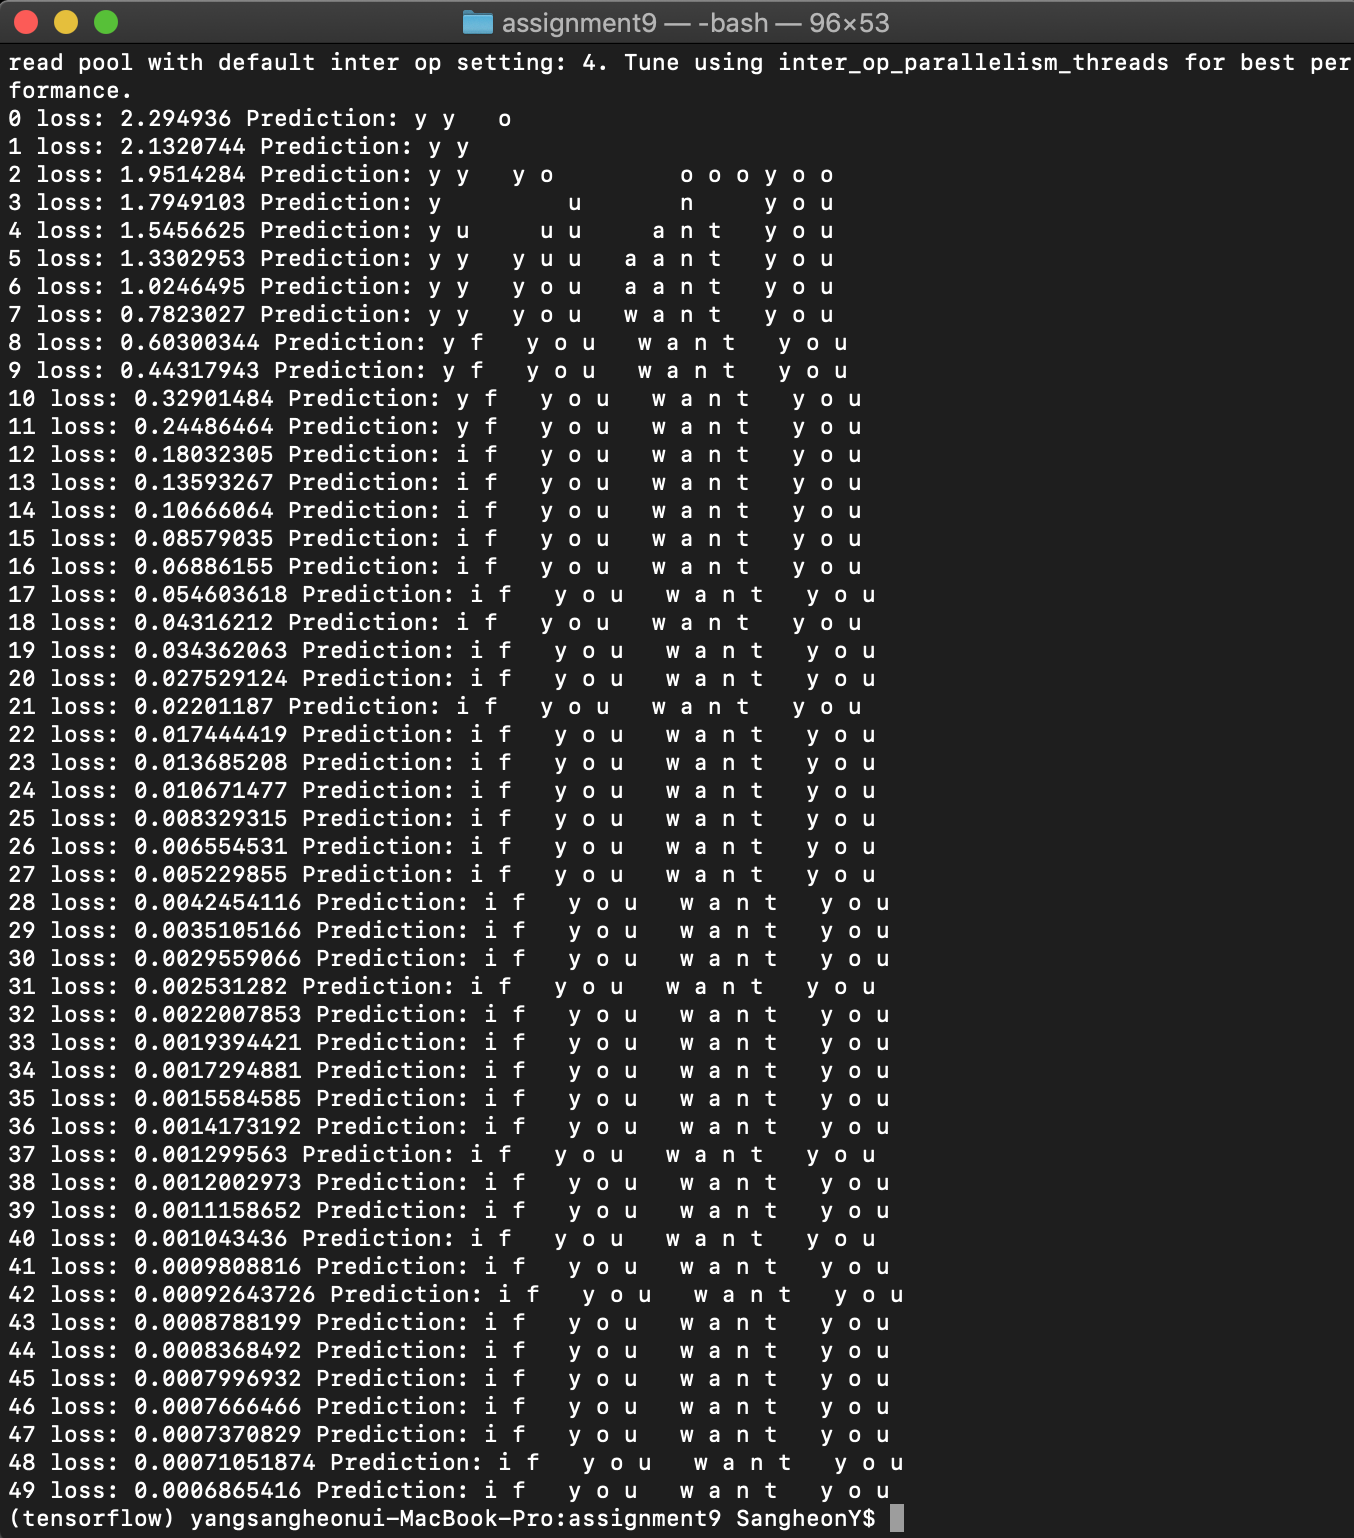 assignment9 — -bash — 96×53
read pool with default inter op setting: 4. Tune using inter_op_parallelism_threads for best per
formance.
0 loss: 2.294936 Prediction: y y   o
1 loss: 2.1320744 Prediction: y y
2 loss: 1.9514284 Prediction: y y   y o         o o o y o o
3 loss: 1.7949103 Prediction: y         u       n     y o u
4 loss: 1.5456625 Prediction: y u     u u     a n t   y o u
5 loss: 1.3302953 Prediction: y y   y u u   a a n t   y o u
6 loss: 1.0246495 Prediction: y y   y o u   a a n t   y o u
7 loss: 0.7823027 Prediction: y y   y o u   w a n t   y o u
8 loss: 0.60300344 Prediction: y f   y o u   w a n t   y o u
9 loss: 0.44317943 Prediction: y f   y o u   w a n t   y o u
10 loss: 0.32901484 Prediction: y f   y o u   w a n t   y o u
11 loss: 0.24486464 Prediction: y f   y o u   w a n t   y o u
12 loss: 0.18032305 Prediction: i f   y o u   w a n t   y o u
13 loss: 0.13593267 Prediction: i f   y o u   w a n t   y o u
14 loss: 0.10666064 Prediction: i f   y o u   w a n t   y o u
15 loss: 0.08579035 Prediction: i f   y o u   w a n t   y o u
16 loss: 0.06886155 Prediction: i f   y o u   w a n t   y o u
17 loss: 0.054603618 Prediction: i f   y o u   w a n t   y o u
18 loss: 0.04316212 Prediction: i f   y o u   w a n t   y o u
19 loss: 0.034362063 Prediction: i f   y o u   w a n t   y o u
20 loss: 0.027529124 Prediction: i f   y o u   w a n t   y o u
21 loss: 0.02201187 Prediction: i f   y o u   w a n t   y o u
22 loss: 0.017444419 Prediction: i f   y o u   w a n t   y o u
23 loss: 0.013685208 Prediction: i f   y o u   w a n t   y o u
24 loss: 0.010671477 Prediction: i f   y o u   w a n t   y o u
25 loss: 0.008329315 Prediction: i f   y o u   w a n t   y o u
26 loss: 0.006554531 Prediction: i f   y o u   w a n t   y o u
27 loss: 0.005229855 Prediction: i f   y o u   w a n t   y o u
28 loss: 0.0042454116 Prediction: i f   y o u   w a n t   y o u
29 loss: 0.0035105166 Prediction: i f   y o u   w a n t   y o u
30 loss: 0.0029559066 Prediction: i f   y o u   w a n t   y o u
31 loss: 0.002531282 Prediction: i f   y o u   w a n t   y o u
32 loss: 0.0022007853 Prediction: i f   y o u   w a n t   y o u
33 loss: 0.0019394421 Prediction: i f   y o u   w a n t   y o u
34 loss: 0.0017294881 Prediction: i f   y o u   w a n t   y o u
35 loss: 0.0015584585 Prediction: i f   y o u   w a n t   y o u
36 loss: 0.0014173192 Prediction: i f   y o u   w a n t   y o u
37 loss: 0.001299563 Prediction: i f   y o u   w a n t   y o u
38 loss: 0.0012002973 Prediction: i f   y o u   w a n t   y o u
39 loss: 0.0011158652 Prediction: i f   y o u   w a n t   y o u
40 loss: 0.001043436 Prediction: i f   y o u   w a n t   y o u
41 loss: 0.0009808816 Prediction: i f   y o u   w a n t   y o u
42 loss: 0.00092643726 Prediction: i f   y o u   w a n t   y o u
43 loss: 0.0008788199 Prediction: i f   y o u   w a n t   y o u
44 loss: 0.0008368492 Prediction: i f   y o u   w a n t   y o u
45 loss: 0.0007996932 Prediction: i f   y o u   w a n t   y o u
46 loss: 0.0007666466 Prediction: i f   y o u   w a n t   y o u
47 loss: 0.0007370829 Prediction: i f   y o u   w a n t   y o u
48 loss: 0.00071051874 Prediction: i f   y o u   w a n t   y o u
49 loss: 0.0006865416 Prediction: i f   y o u   w a n t   y o u
(tensorflow) yangsangheonui-MacBook-Pro:assignment9 SangheonY$